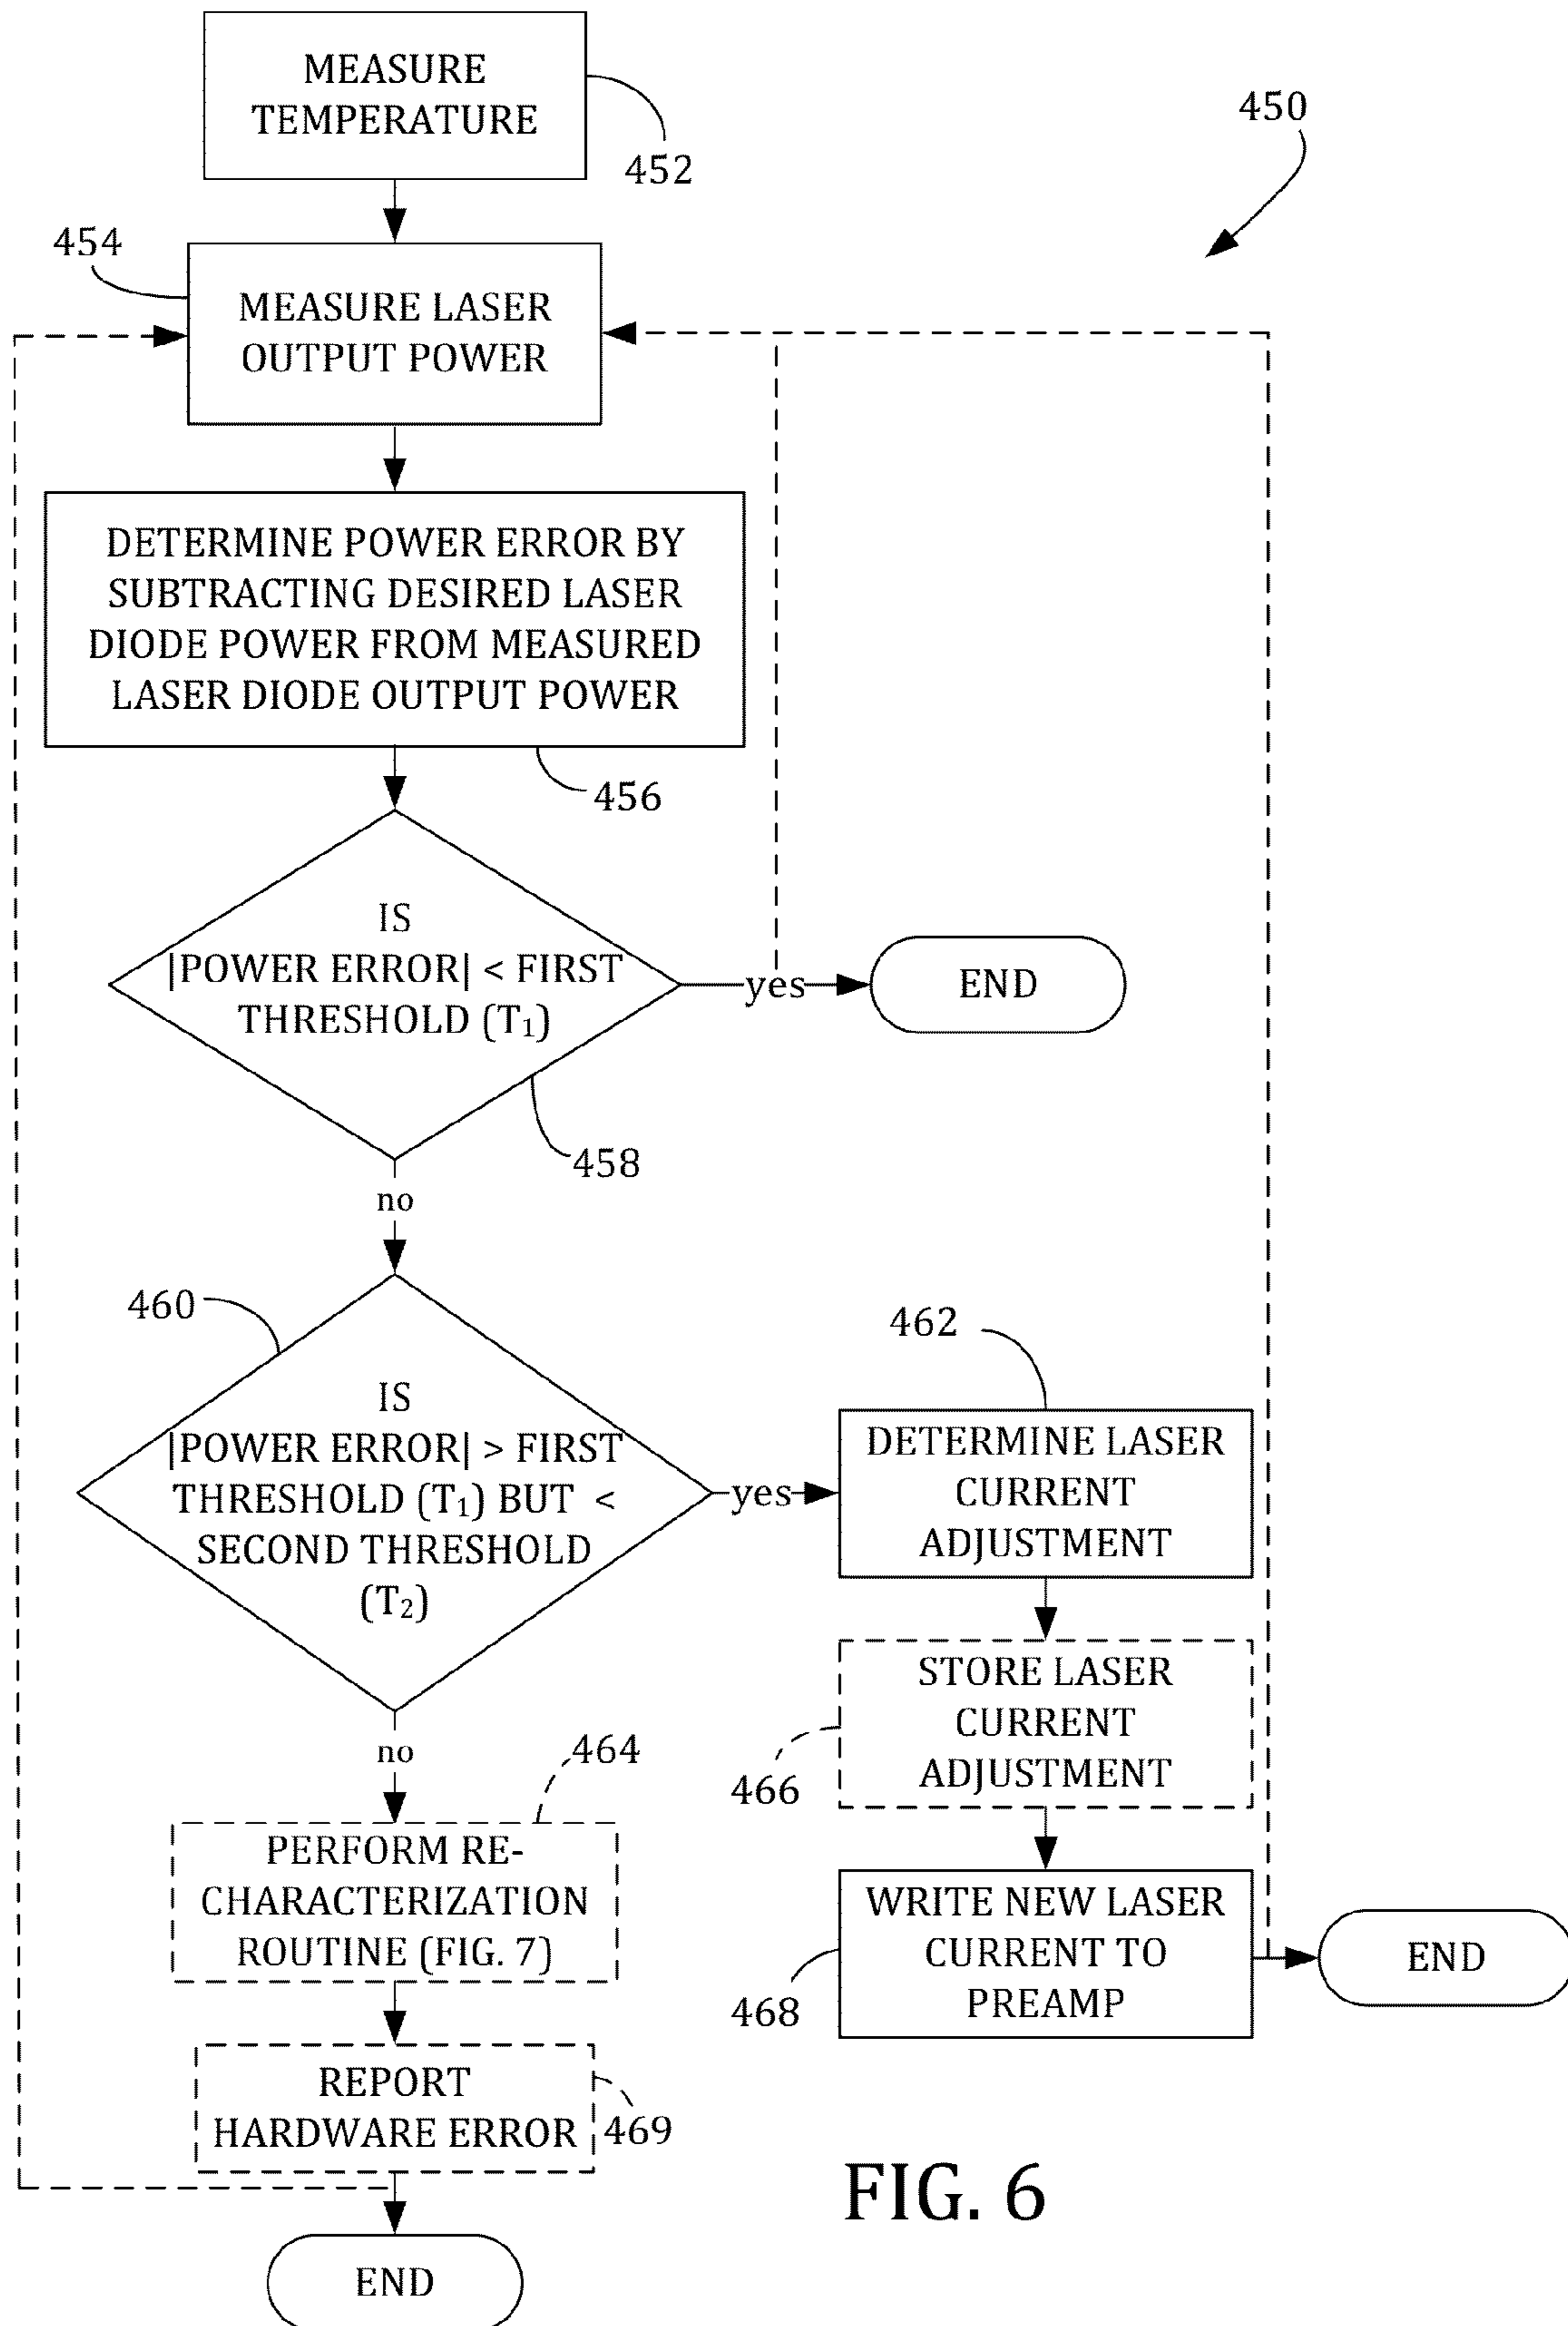 MEASURE
TEMPERATURE
452
450
454
MEASURE LASER
OUTPUT POWER
DETERMINE POWER ERROR BY
SUBTRACTING DESIRED LASER
DIODE POWER FROM MEASURED
LASER DIODE OUTPUT POWER
456
IS
|POWER ERROR| < FIRST
THRESHOLD (T₁)
yes
END
458
no
460
IS
|POWER ERROR| > FIRST
THRESHOLD (T₁) BUT <
SECOND THRESHOLD
(T₂)
yes
462
DETERMINE LASER
CURRENT
ADJUSTMENT
STORE LASER
CURRENT
ADJUSTMENT
466
WRITE NEW LASER
CURRENT TO
PREAMP
468
END
no
464
PERFORM RE-
CHARACTERIZATION
ROUTINE (FIG. 7)
REPORT
HARDWARE ERROR
469
END
FIG. 6